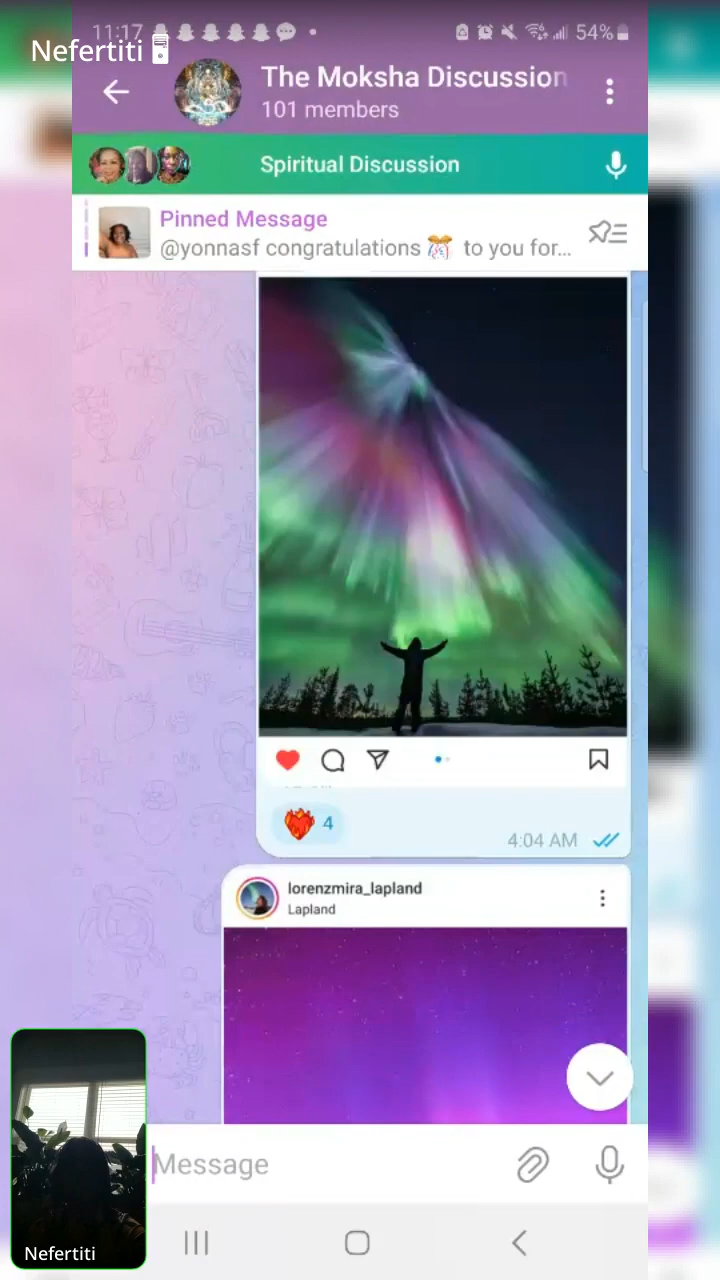 11:17
54%
Nefertiti
The Moksha Discussion
101 members
Spiritual Discussion
Pinned Message
@yonnasf congratulations to you for...
4
4:04 AM
lorenzmira_lapland
Lapland
Message
Nefertiti